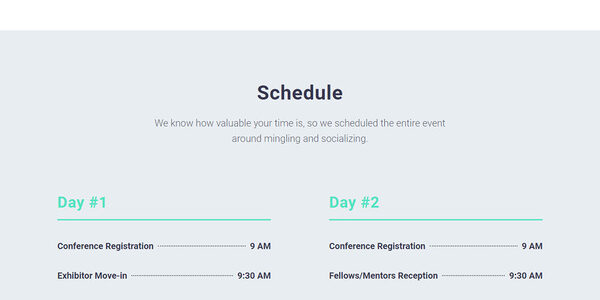 Schedule
We know how valuable your time is, so we scheduled the entire event
around mingling and socializing.
Day #1
Conference Registration 9 AM
Exhibitor Move-in 9:30 AM
Day #2
Conference Registration 9 AM
Fellows/Mentors Reception 9:30 AM